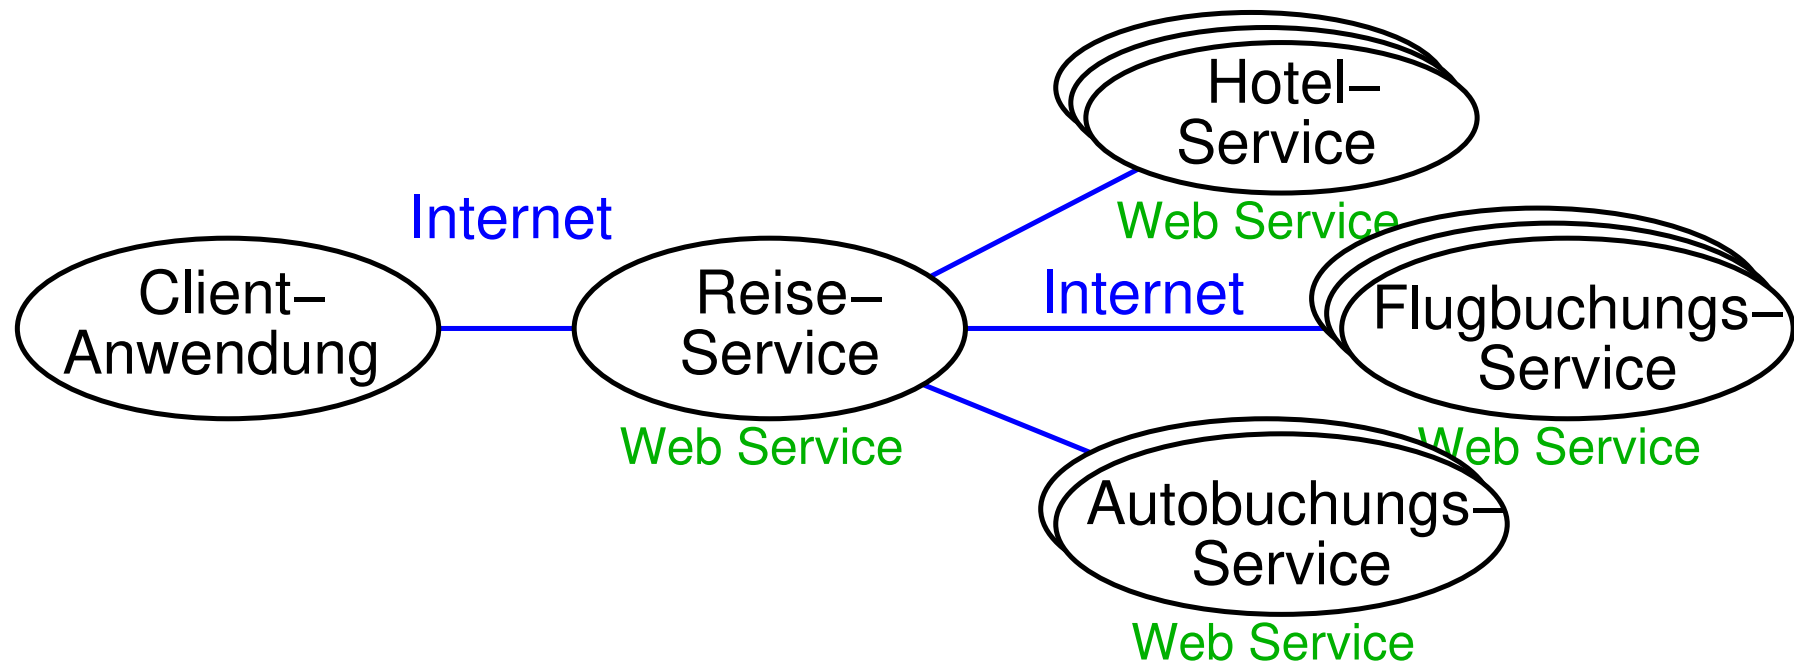 Hotel–
Service
Web Service
Internet
Client–
Anwendung
Reise–
Service
Web Service
Internet
Flugbuchungs–
Service
Web Service
Autobuchungs–
Service
Web Service